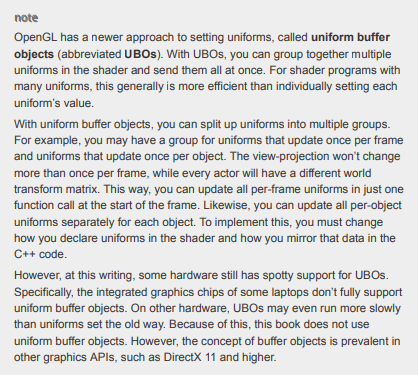 note
OpenGL has a newer approach to setting uniforms, called uniform buffer
objects (abbreviated UBOs). With UBOs, you can group together multiple
uniforms in the shader and send them all at once. For shader programs with
many uniforms, this generally is more efficient than individually setting each
uniform’s value.
With uniform buffer objects, you can split up uniforms into multiple groups.
For example, you may have a group for uniforms that update once per frame
and uniforms that update once per object. The view-projection won’t change
more than once per frame, while every actor will have a different world
transform matrix. This way, you can update all per-frame uniforms in just one
function call at the start of the frame. Likewise, you can update all per-object
uniforms separately for each object. To implement this, you must change
how you declare uniforms in the shader and how you mirror that data in the
C++ code.
However, at this writing, some hardware still has spotty support for UBOs.
Specifically, the integrated graphics chips of some laptops don’t fully support
uniform buffer objects. On other hardware, UBOs may even run more slowly
than uniforms set the old way. Because of this, this book does not use
uniform buffer objects. However, the concept of buffer objects is prevalent in
other graphics APIs, such as DirectX 11 and higher.